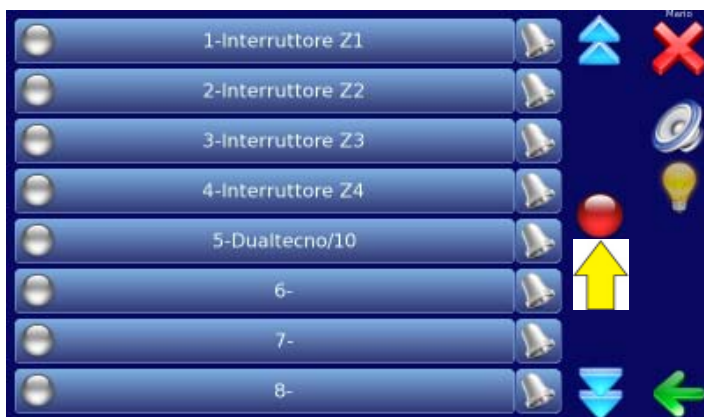 Mario
1-Interruttore Z1
2-Interruttore Z2
3-Interruttore Z3
4-Interruttore Z4
5-Dualtecno/10
6-
7-
8-